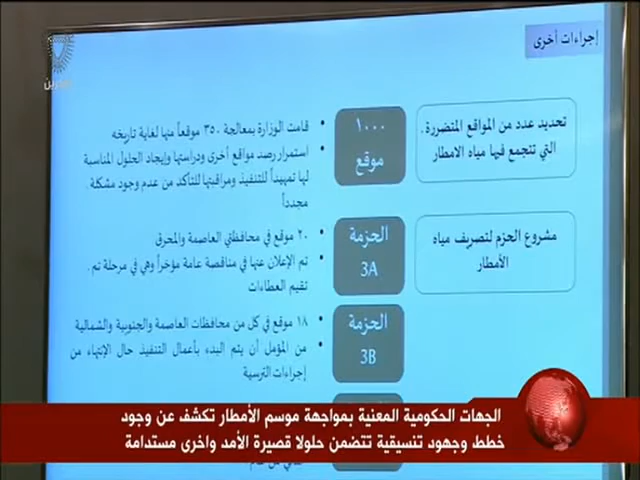 البحرين
إجراءات أخرى
تحديد عدد من المواقع المتضررة .
التي تتجمع فيها مياه الامطار
١٠٠٠
موقع
• قامت الوزارة بمعالجة ٣٥٠ موقعاً منها لغاية تاريخه
• استمرار رصد مواقع أخرى ودراستها وإيجاد الحلول المناسبة
لها تمهيداً للتنفيذ ومراقبتها للتأكد من عدم وجود مشكلة .
مجدداً
مشروع الحزم لتصريف مياه
الأمطار
الحزمة
3A
• ٢٠ موقع في محافظتي العاصمة والمحرق
• تم الإعلان عنها في مناقصة عامة مؤخراً وهي في مرحلة تم .
تقيم العطاءات
الحزمة
3B
• ١٨ موقع في كل من محافظات العاصمة والجنوبية والشمالية
• من المؤمل أن يتم البدء بأعمال التنفيذ حال الإنتهاء من
إجراءات الترسية
الجهات الحكومية المعنية بمواجهة موسم الأمطار تكشف عن وجود
خطط وجهود تنسيقية تتضمن حلولا قصيرة الأمد واخرى مستدامة